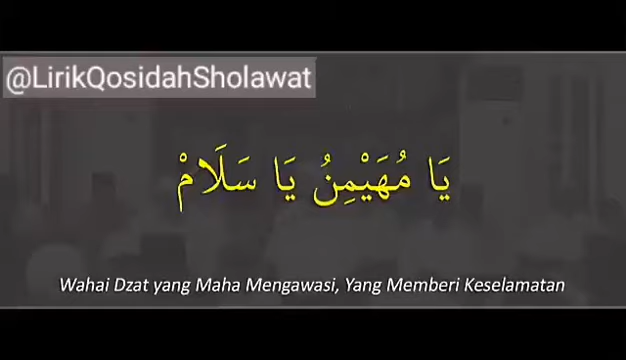 @LirikQosidahSholawat
يَا مُهَيْمِنُ يَا سَلَامْ
Wahai Dzat yang Maha Mengawasi, Yang Memberi Keselamatan